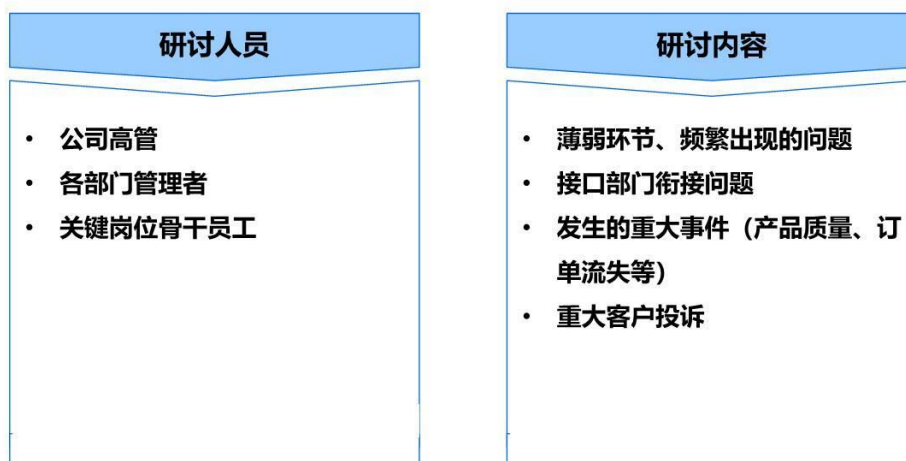 研讨人员
• 公司高管
• 各部门管理者
• 关键岗位骨干员工
研讨内容
• 薄弱环节、频繁出现的问题
• 接口部门衔接问题
• 发生的重大事件（产品质量、订
单流失等）
• 重大客户投诉